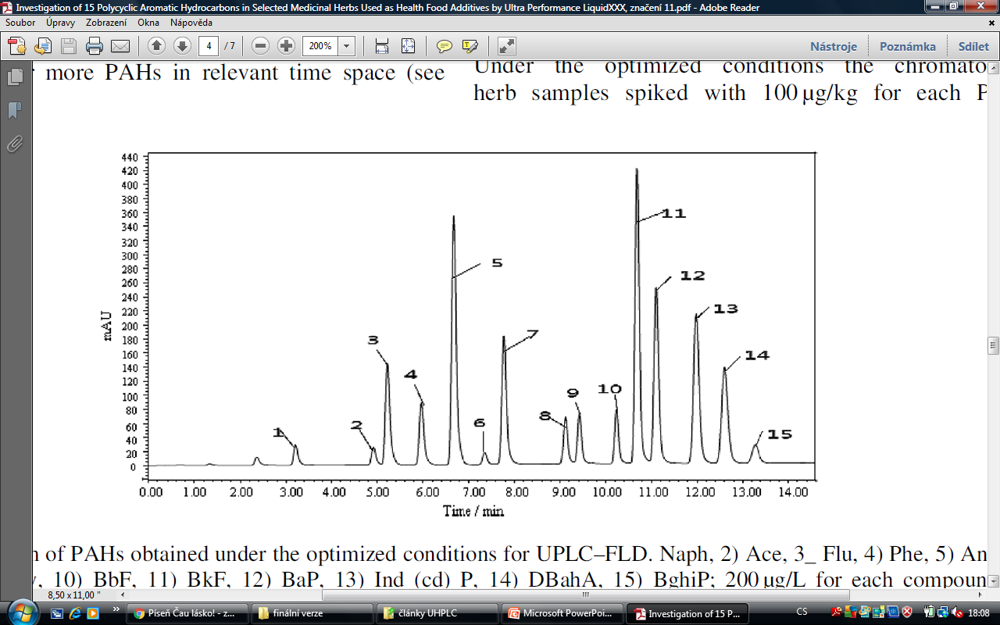 Investigation of 15 Polycyclic Aromatic Hydrocarbons in Selected Medicinal Herbs Used as Health Food Additives by Ultra Performance LiquidXXX, značení 11.pdf - Adobe Reader
Soubor Úpravy Zobrazení Okna Nápověda
4 / 7 200% Nástroje Poznámka Sdílet
more PAHs in relevant time space (see
Under the optimized conditions the chromato
herb samples spiked with 100 µg/kg for each P
440
420
400
380
360
340
320
300
280
260
240
220
200
180
160
140
120
100
80
60
40
20
0
mAU
1
2
3
4
5
6
7
8
9
10
11
12
13
14
15
0.00 1.00 2.00 3.00 4.00 5.00 6.00 7.00 8.00 9.00 10.00 11.00 12.00 13.00 14.00
Time / min
n of PAHs obtained under the optimized conditions for UPLC–FLD. Naph, 2) Ace, 3_ Flu, 4) Phe, 5) An
10) BbF, 11) BkF, 12) BaP, 13) Ind (cd) P, 14) DBahA, 15) BghiP; 200 µg/L for each compoun
8,50 x 11,00 "
Píseň Čau lásko! - z... finální verze články UHPLC Microsoft PowerPoi... Investigation of 15 P... CS 18:08